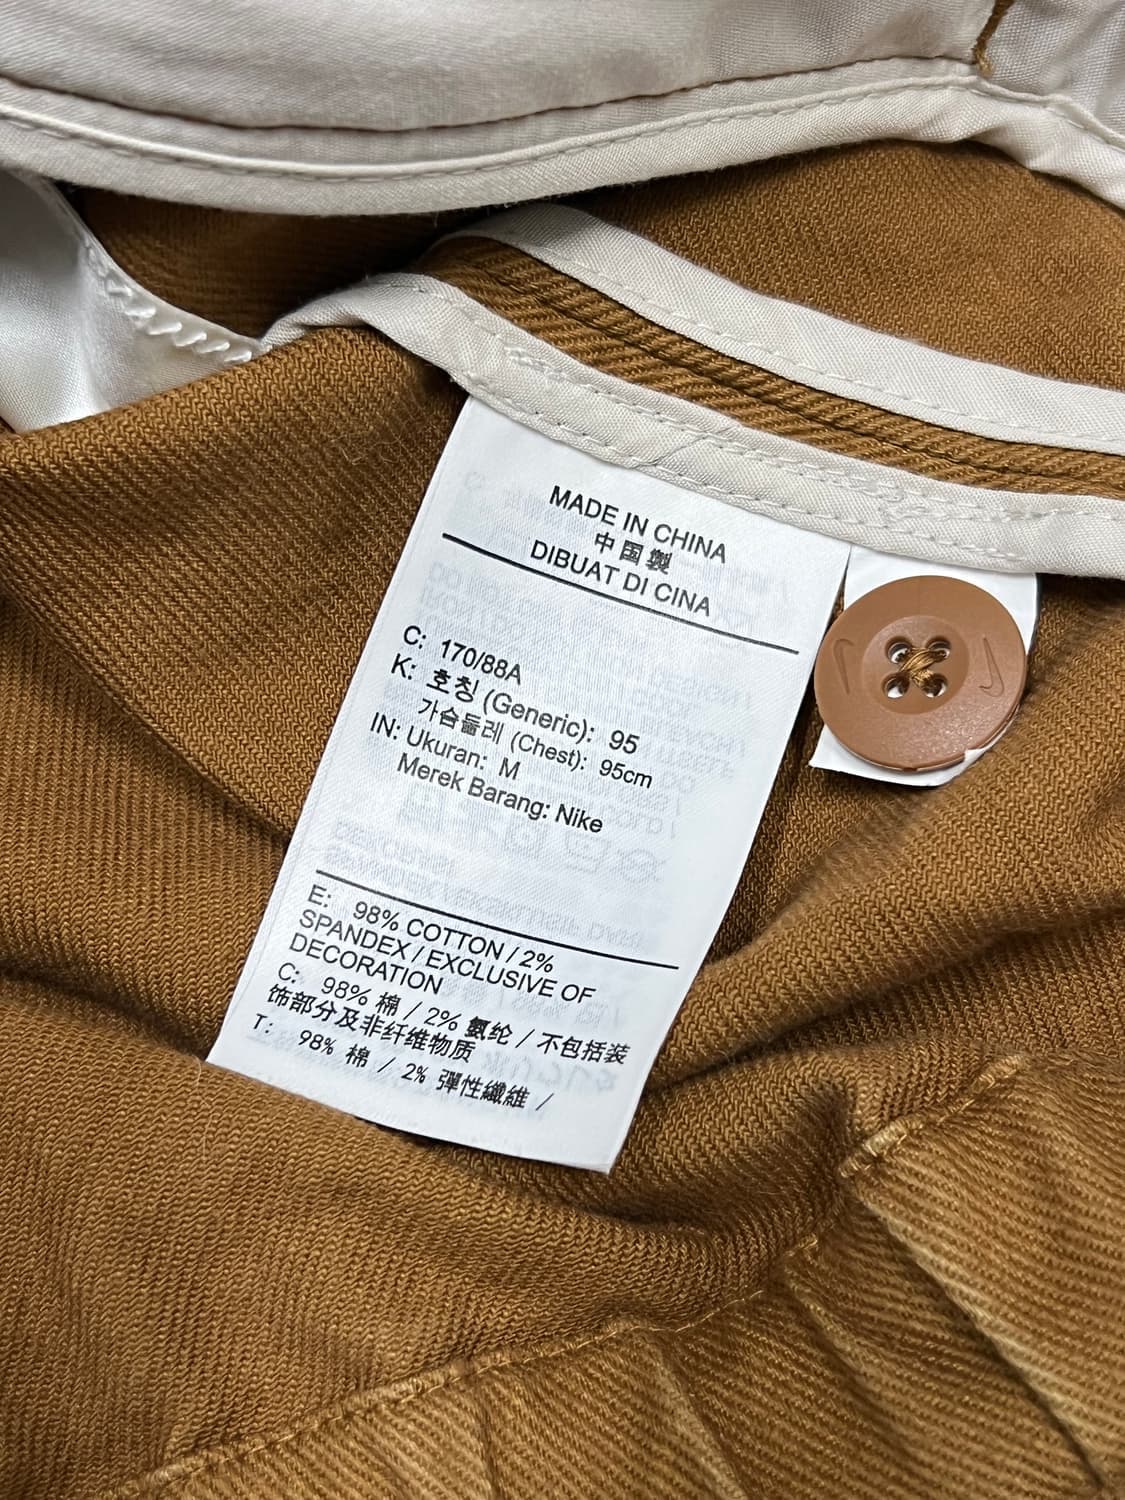 MADE IN CHINA
中国製
DIBUAT DI CINA
C: 170/88A
K: 호칭 (Generic): 95
가슴둘레 (Chest): 95cm
IN: Ukuran: M
Merek Barang: Nike
E: 98% COTTON / 2%
SPANDEX / EXCLUSIVE OF
DECORATION
C: 98% 棉 / 2% 氨纶 / 不包括装
饰部分及非纤维物质
T: 98% 棉 / 2% 彈性纖維 /